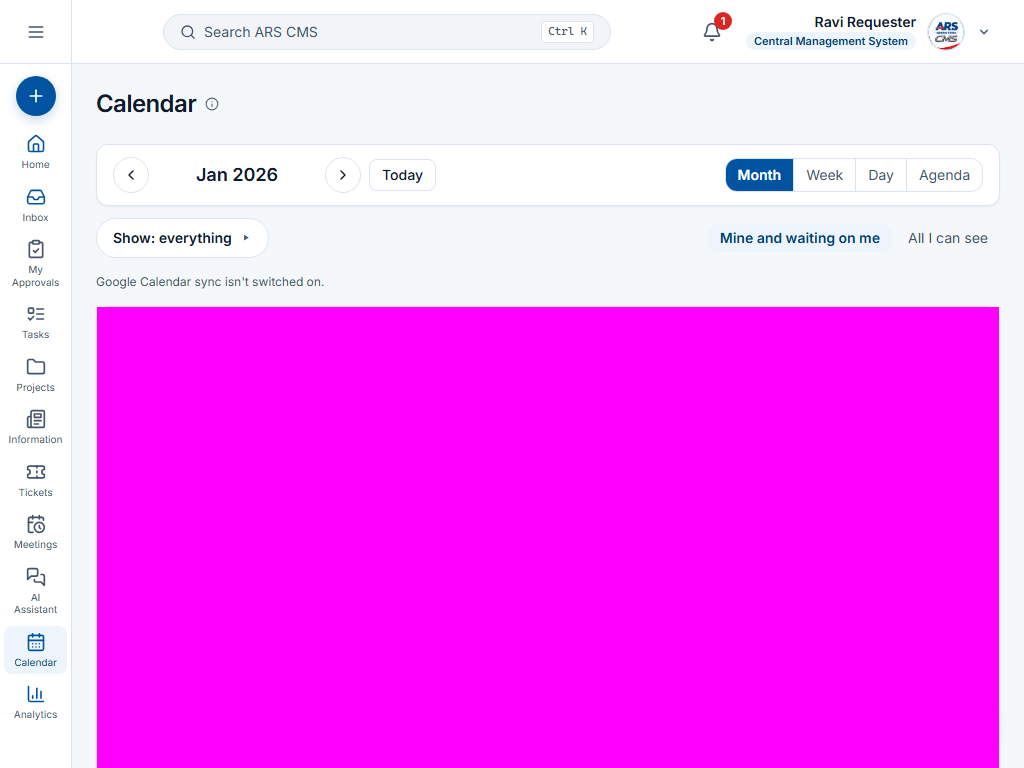 Search ARS CMS
Ctrl K
1
Ravi Requester
Central Management System
ARS
CMS
Home
Inbox
My
Approvals
Tasks
Projects
Information
Tickets
Meetings
AI
Assistant
Calendar
Analytics
Calendar
Jan 2026
Today
Month
Week
Day
Agenda
Show: everything
Mine and waiting on me
All I can see
Google Calendar sync isn't switched on.